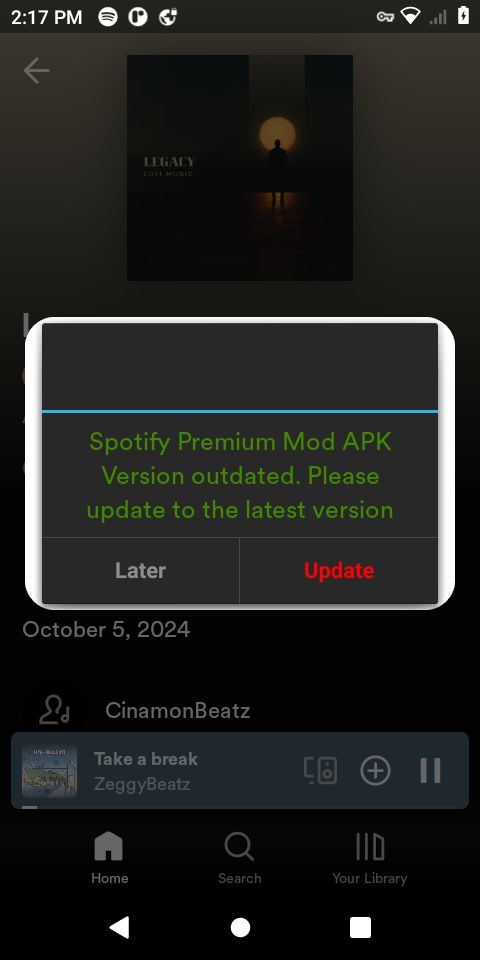 2:17 PM
LEGACY
LOFI MUSIC
Spotify Premium Mod APK
Version outdated. Please
update to the latest version
Later
Update
October 5, 2024
CinamonBeatz
Take a break
ZeggyBeatz
Home
Search
Your Library